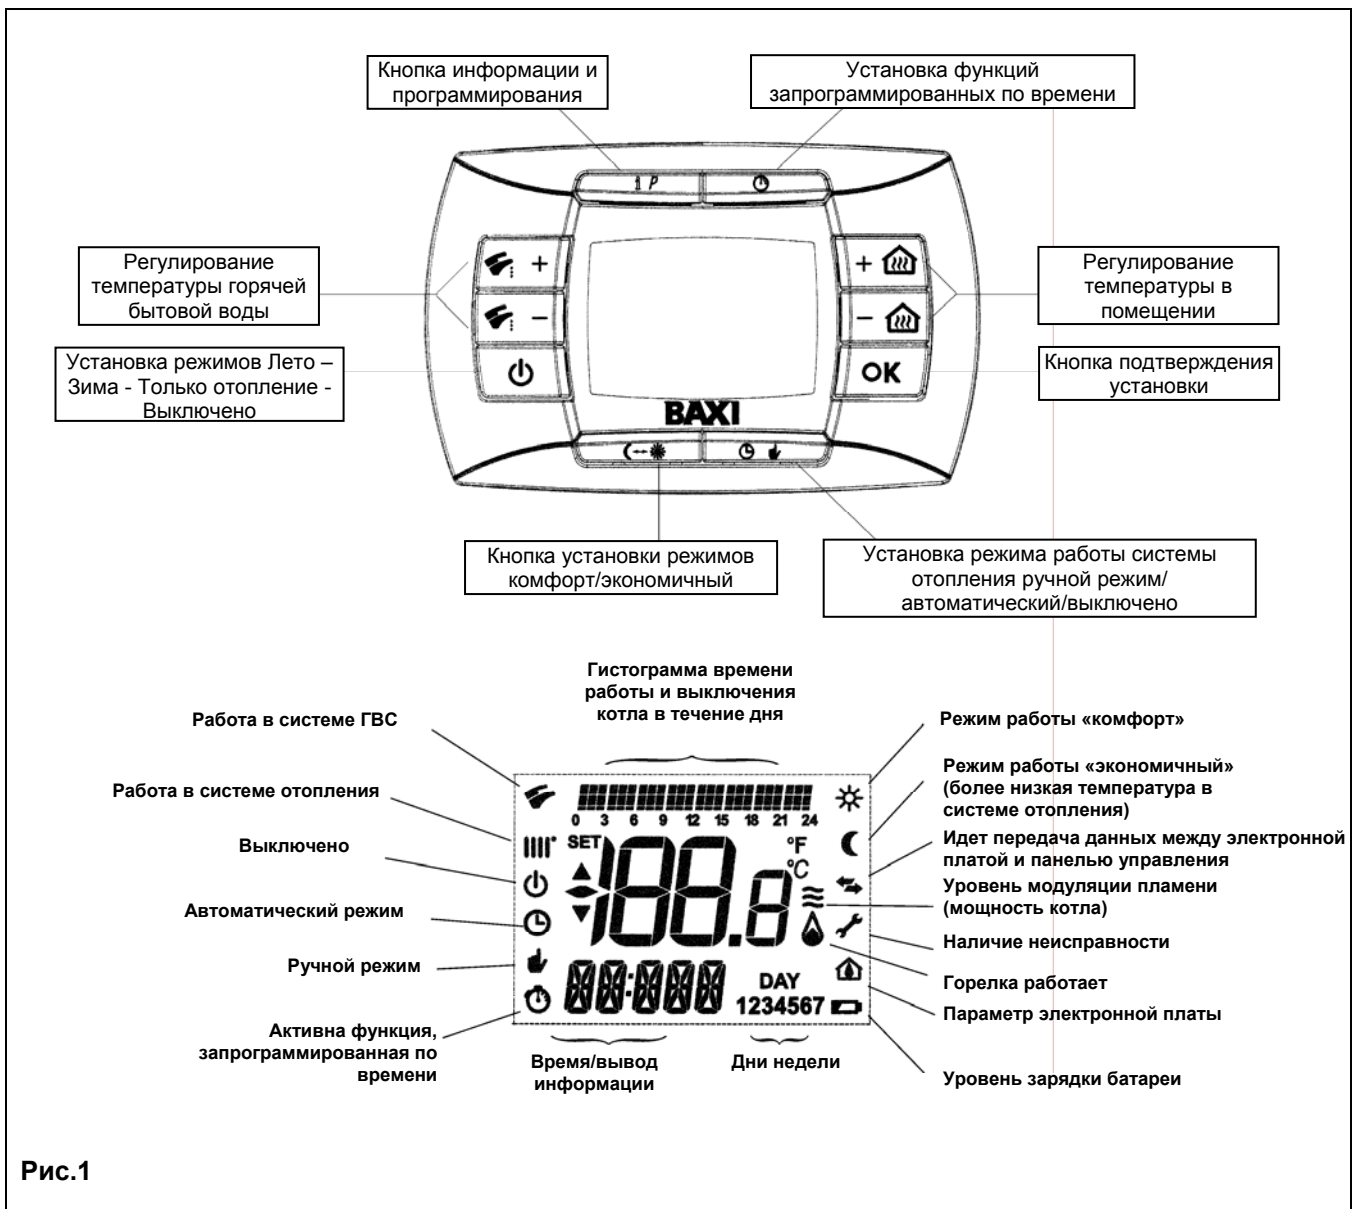 Кнопка информации и
программирования
Установка функций
запрограммированных по времени
i P
Регулирование
температуры горячей
бытовой воды
+
+
Регулирование
температуры в
помещении
−
−
Установка режимов Лето –
Зима - Только отопление -
Выключено
OK
Кнопка подтверждения
установки
BAXI
Кнопка установки режимов
комфорт/экономичный
Установка режима работы системы
отопления ручной режим/
автоматический/выключено
Гистограмма времени
работы и выключения
котла в течение дня
Работа в системе ГВС
Работа в системе отопления
Выключено
Автоматический режим
Ручной режим
Активна функция,
запрограммированная по
времени
0 3 6 9 12 15 18 21 24
SET
188.8
°F
°C
DAY
1234567
Время/вывод
информации
Дни недели
Режим работы «комфорт»
Режим работы «экономичный»
(более низкая температура в
системе отопления)
Идет передача данных между электронной
платой и панелью управления
Уровень модуляции пламени
(мощность котла)
Наличие неисправности
Горелка работает
Параметр электронной платы
Уровень зарядки батареи
Рис.1